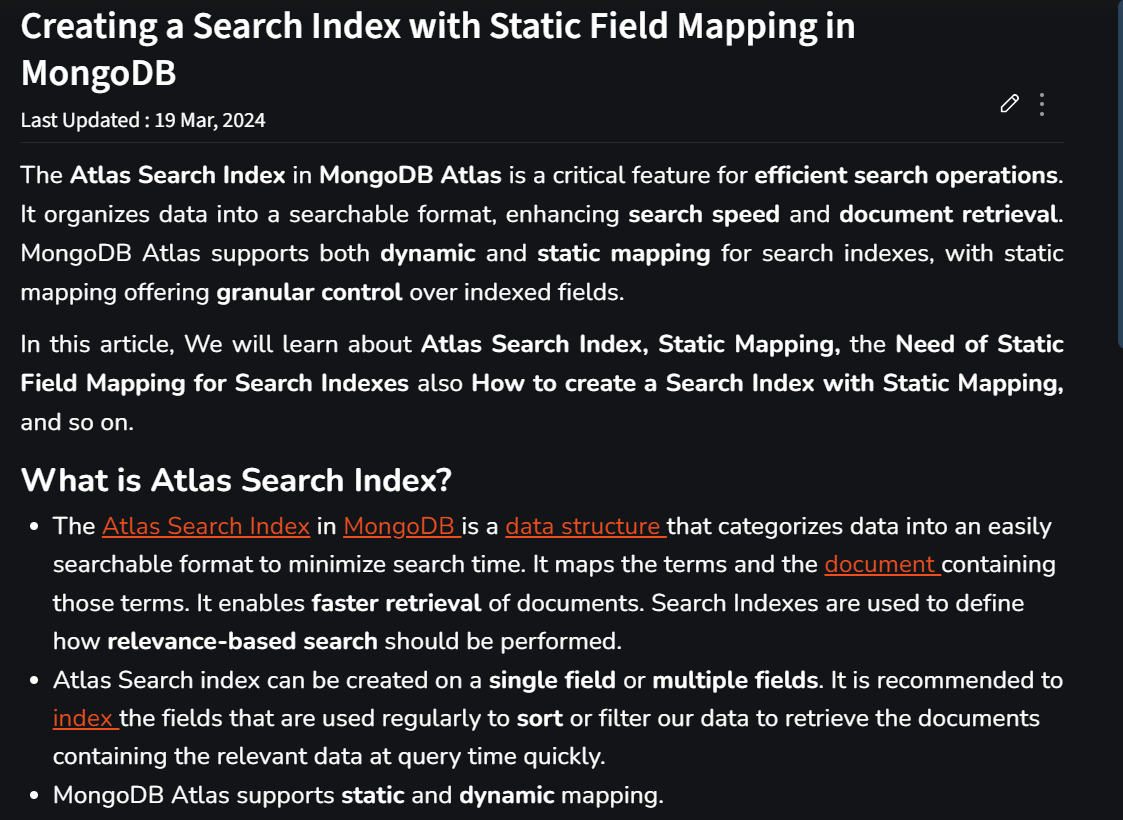 Creating a Search Index with Static Field Mapping in
MongoDB
Last Updated : 19 Mar, 2024
The Atlas Search Index in MongoDB Atlas is a critical feature for efficient search operations.
It organizes data into a searchable format, enhancing search speed and document retrieval.
MongoDB Atlas supports both dynamic and static mapping for search indexes, with static
mapping offering granular control over indexed fields.
In this article, We will learn about Atlas Search Index, Static Mapping, the Need of Static
Field Mapping for Search Indexes also How to create a Search Index with Static Mapping,
and so on.
What is Atlas Search Index?
• The Atlas Search Index in MongoDB is a data structure that categorizes data into an easily
searchable format to minimize search time. It maps the terms and the document containing
those terms. It enables faster retrieval of documents. Search Indexes are used to define
how relevance-based search should be performed.
• Atlas Search index can be created on a single field or multiple fields. It is recommended to
index the fields that are used regularly to sort or filter our data to retrieve the documents
containing the relevant data at query time quickly.
• MongoDB Atlas supports static and dynamic mapping.